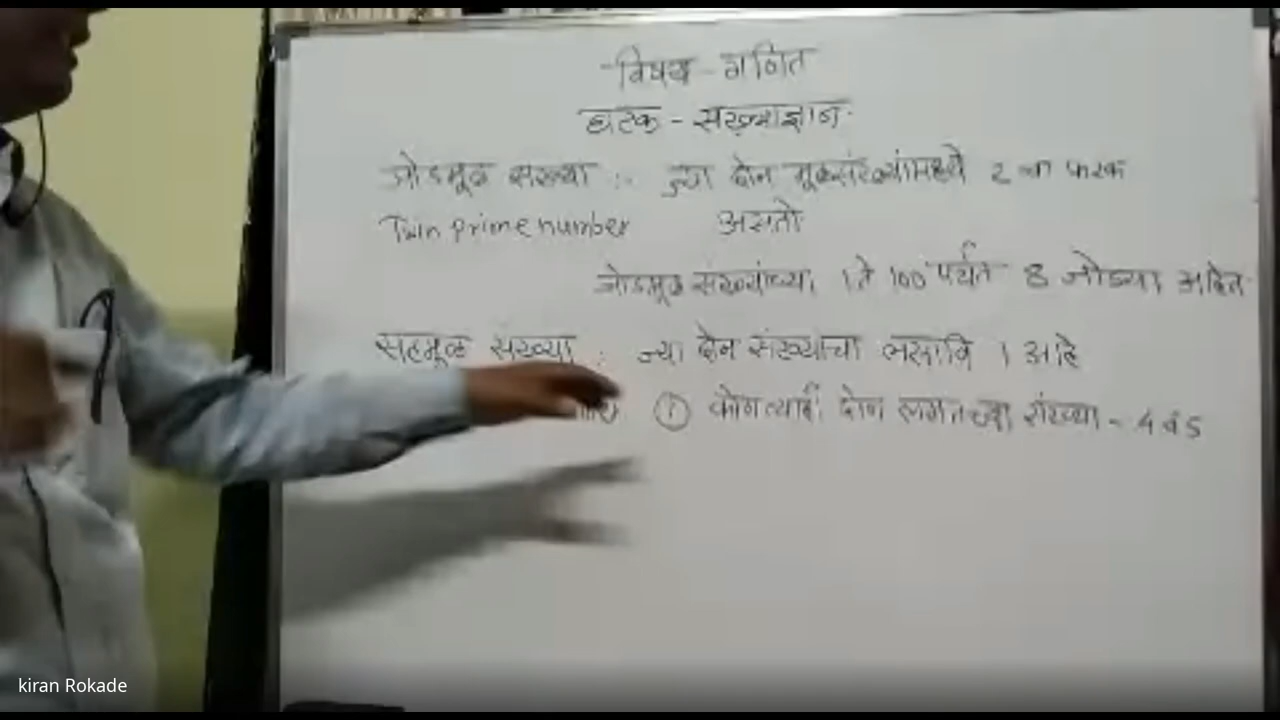 विषय - गणित
घटक - संख्याज्ञान
जोडमूळ संख्या :- ज्या दोन मूळसंख्यांमध्ये 2 चा फरक
Twin prime number असतो
जोडमूळ संख्यांच्या 1 ते 100 पर्यंत 8 जोड्या आहेत
सहमूळ संख्या : ज्या दोन संख्यांचा मसावि 1 आहे
① कोणत्याही दोन लगतच्या संख्या - 4 व 5
kiran Rokade